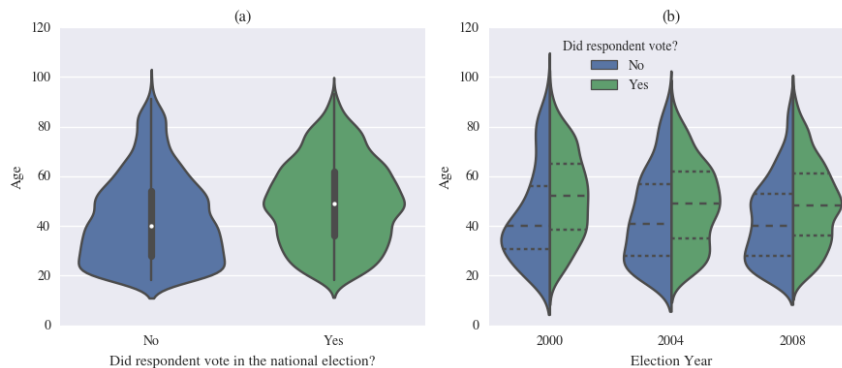 (a)
120
100
80
60
40
20
0
Age
No
Yes
Did respondent vote in the national election?
(b)
120
100
80
60
40
20
0
Age
Did respondent vote?
No
Yes
2000
2004
2008
Election Year